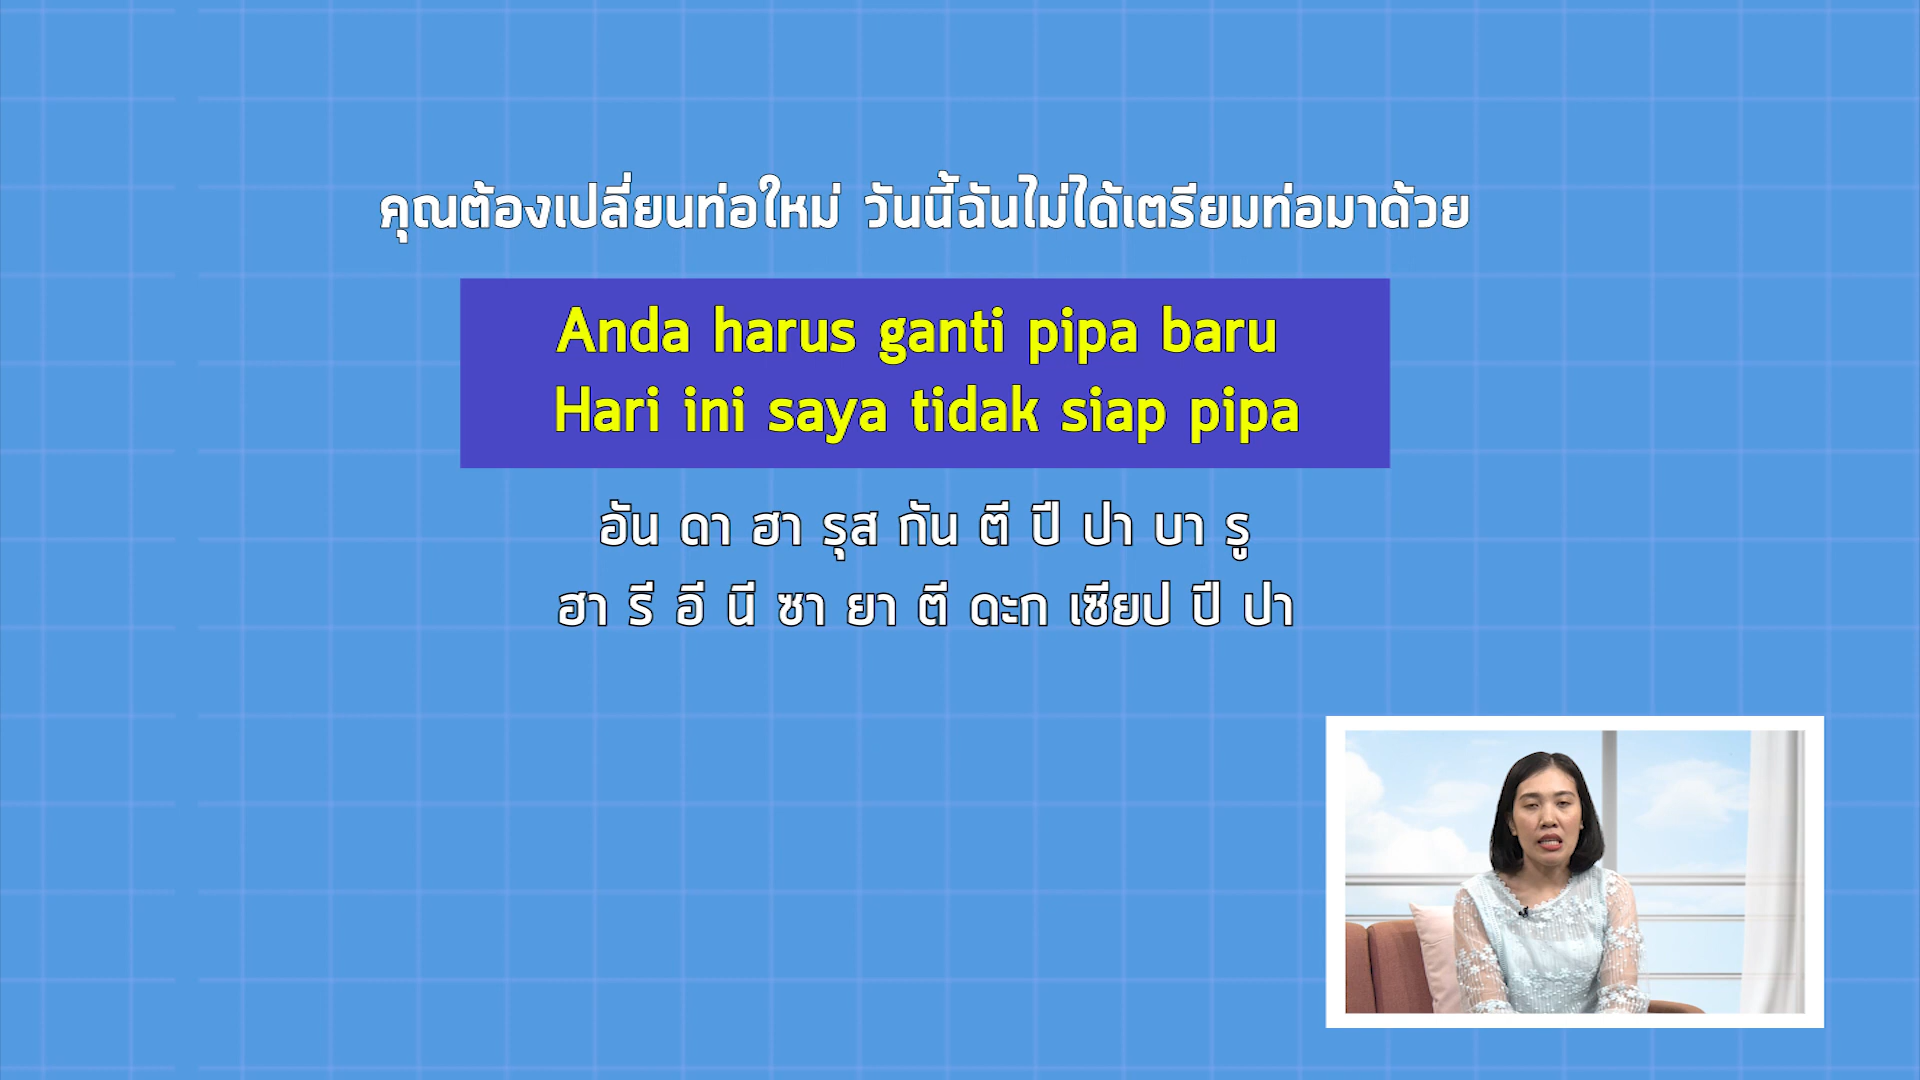 คุณต้องเปลี่ยนท่อใหม่ วันนี้ฉันไม่ได้เตรียมท่อมาด้วย
Anda harus ganti pipa baru
Hari ini saya tidak siap pipa
อัน ดา ฮา รุส กัน ตี ปี ปา บา รู
ฮา รี อี นี ซา ยา ตี ดะก เซียป ปี ปา